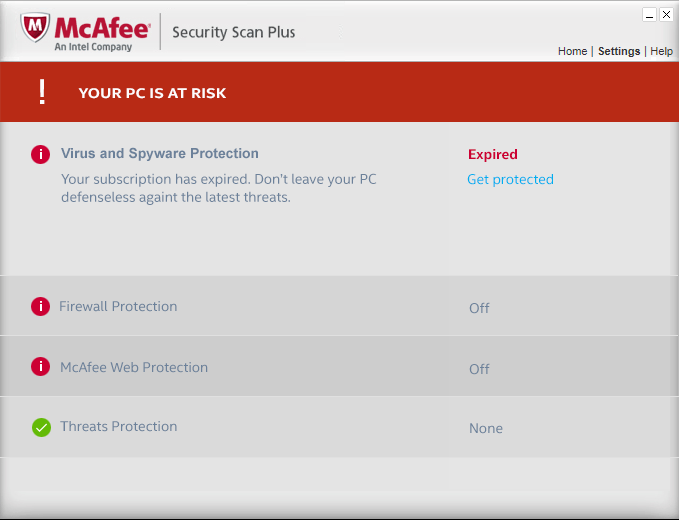 McAfee®
An Intel Company
Security Scan Plus
Home | Settings | Help
! YOUR PC IS AT RISK
Virus and Spyware Protection Expired
Your subscription has expired. Don't leave your PC Get protected
defenseless againt the latest threats.
Firewall Protection Off
McAfee Web Protection Off
Threats Protection None